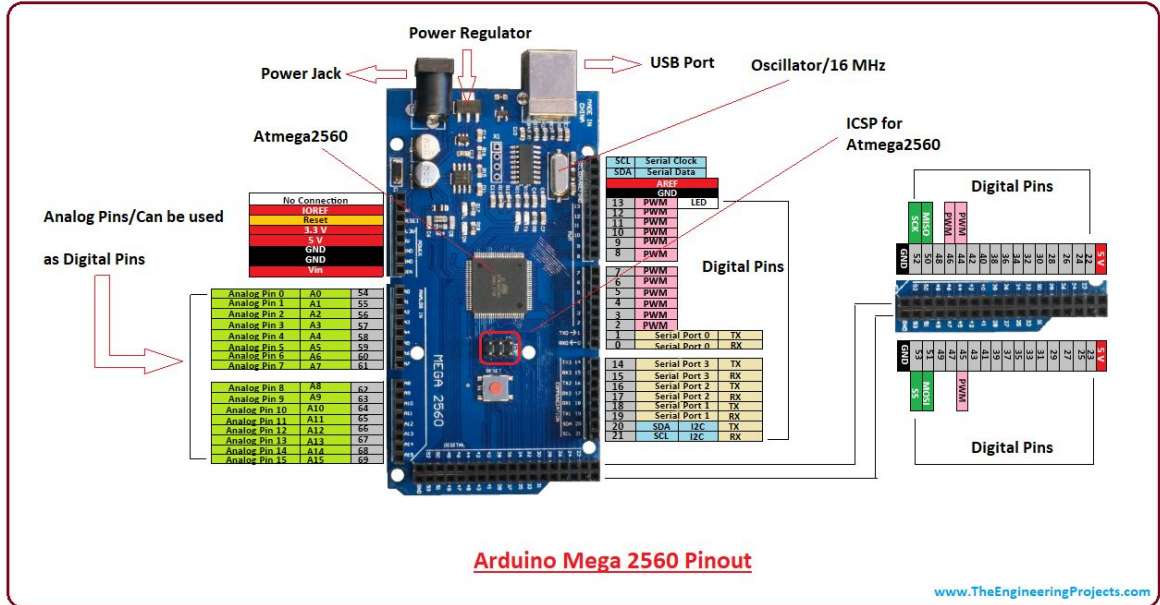 Power Regulator
Power Jack
USB Port
Oscillator/16 MHz
Atmega2560
ICSP for
Atmega2560
Analog Pins/Can be used
as Digital Pins
No Connection
IOREF
Reset
3.3 V
5 V
GND
GND
Vin
Analog Pin 0 A0 54
Analog Pin 1 A1 55
Analog Pin 2 A2 56
Analog Pin 3 A3 57
Analog Pin 4 A4 58
Analog Pin 5 A5 59
Analog Pin 6 A6 60
Analog Pin 7 A7 61
Analog Pin 8 A8 62
Analog Pin 9 A9 63
Analog Pin 10 A10 64
Analog Pin 11 A11 65
Analog Pin 12 A12 66
Analog Pin 13 A13 67
Analog Pin 14 A14 68
Analog Pin 15 A15 69
MADE IN
CHINA
RESET
MEGA 2560
COMMUNICATION
DIGITAL
SCL Serial Clock
SDA Serial Data
AREF
GND
13 PWM LED
12 PWM
11 PWM
10 PWM
9 PWM
8 PWM
7 PWM
6 PWM
5 PWM
4 PWM
3 PWM
2 PWM
1 Serial Port 0 TX
0 Serial Port 0 RX
14 Serial Port 3 TX
15 Serial Port 3 RX
16 Serial Port 2 TX
17 Serial Port 2 RX
18 Serial Port 1 TX
19 Serial Port 1 RX
20 SDA I2C TX
21 SCL I2C RX
Digital Pins
Digital Pins
SCK MISO PWM PWM
GND 52 50 48 46 44 42 40 38 36 34 32 30 28 26 24 22 5 V
GND 53 51 49 47 45 43 41 39 37 35 33 31 29 27 25 23 5 V
SS MOSI PWM
Digital Pins
Arduino Mega 2560 Pinout
www.TheEngineeringProjects.com